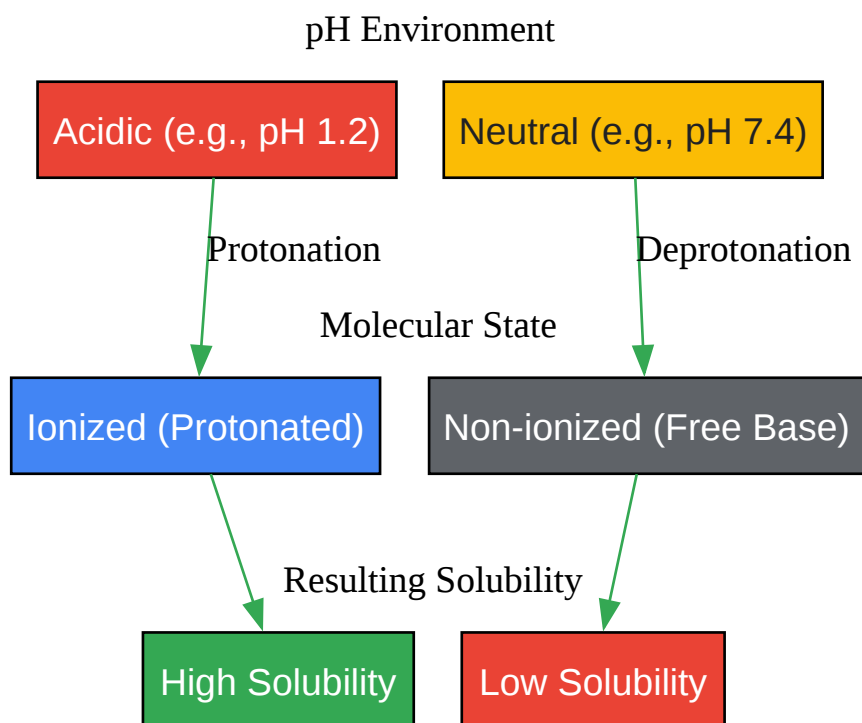 pH Environment
Acidic (e.g., pH 1.2)
Neutral (e.g., pH 7.4)
Protonation
Deprotonation
Molecular State
Ionized (Protonated)
Non-ionized (Free Base)
Resulting Solubility
High Solubility
Low Solubility